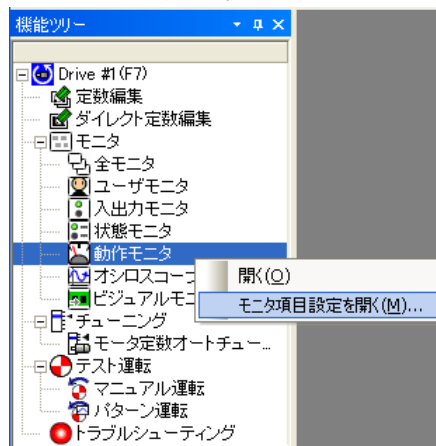 機能ツリー
Drive #1(F7)
定数編集
ダイレクト定数編集
モニタ
全モニタ
ユーザモニタ
入出力モニタ
状態モニタ
動作モニタ
開く(O)
オシロスコープ
モニタ項目設定を開く(M)...
ビジュアルモニ
チューニング
モータ定数オートチュー...
テスト運転
マニュアル運転
パターン運転
トラブルシューティング